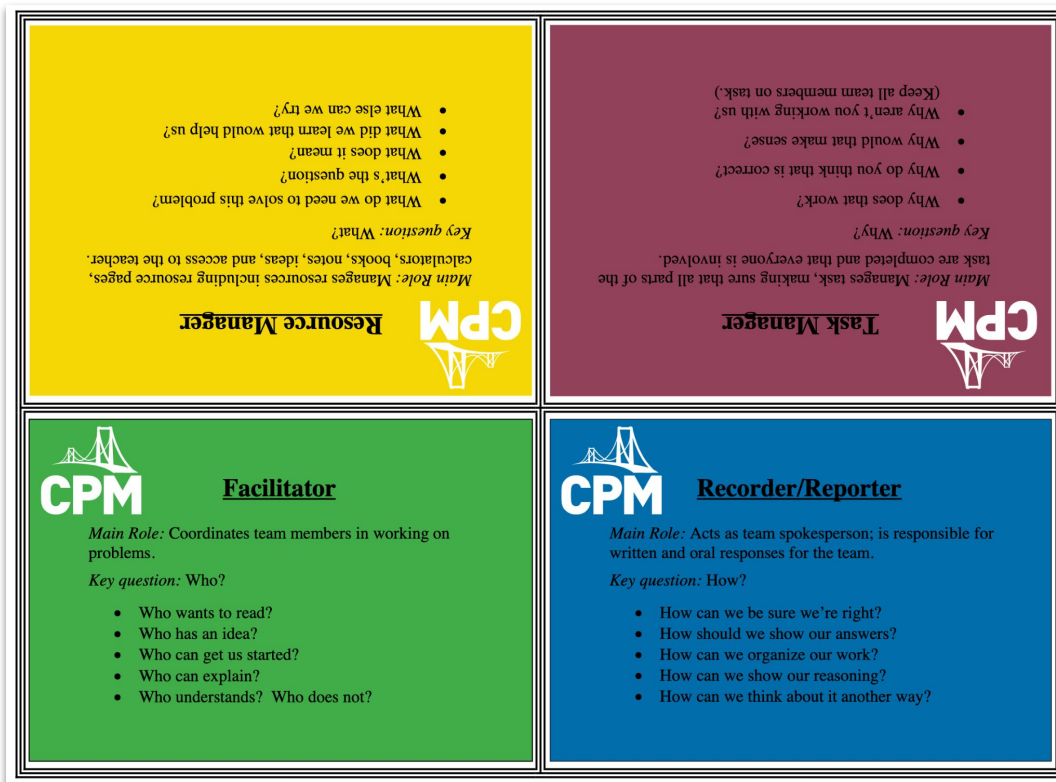 CPM
Resource Manager
Main Role: Manages resources including resource pages,
calculators, books, notes, ideas, and access to the teacher.
Key question: What?
• What do we need to solve this problem?
• What's the question?
• What does it mean?
• What did we learn that would help us?
• What else can we try?
CPM
Task Manager
Main Role: Manages task, making sure that all parts of the
task are completed and that everyone is involved.
Key question: Why?
• Why does that work?
• Why do you think that is correct?
• Why would that make sense?
• Why aren't you working with us?
(Keep all team members on task.)
CPM
Facilitator
Main Role: Coordinates team members in working on
problems.
Key question: Who?
• Who wants to read?
• Who has an idea?
• Who can get us started?
• Who can explain?
• Who understands? Who does not?
CPM
Recorder/Reporter
Main Role: Acts as team spokesperson; is responsible for
written and oral responses for the team.
Key question: How?
• How can we be sure we're right?
• How should we show our answers?
• How can we organize our work?
• How can we show our reasoning?
• How can we think about it another way?